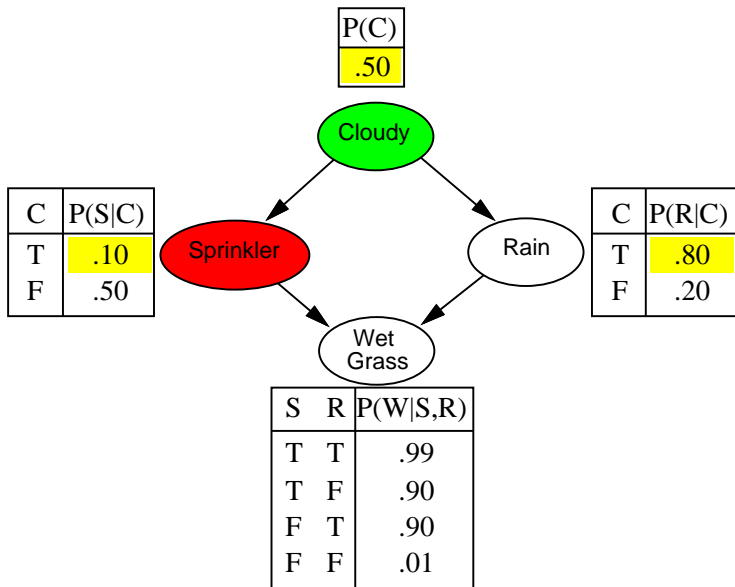 P(C)
.50
Cloudy
C P(S|C)
T .10
F .50
Sprinkler
Rain
C P(R|C)
T .80
F .20
Wet
Grass
S R P(W|S,R)
T T .99
T F .90
F T .90
F F .01